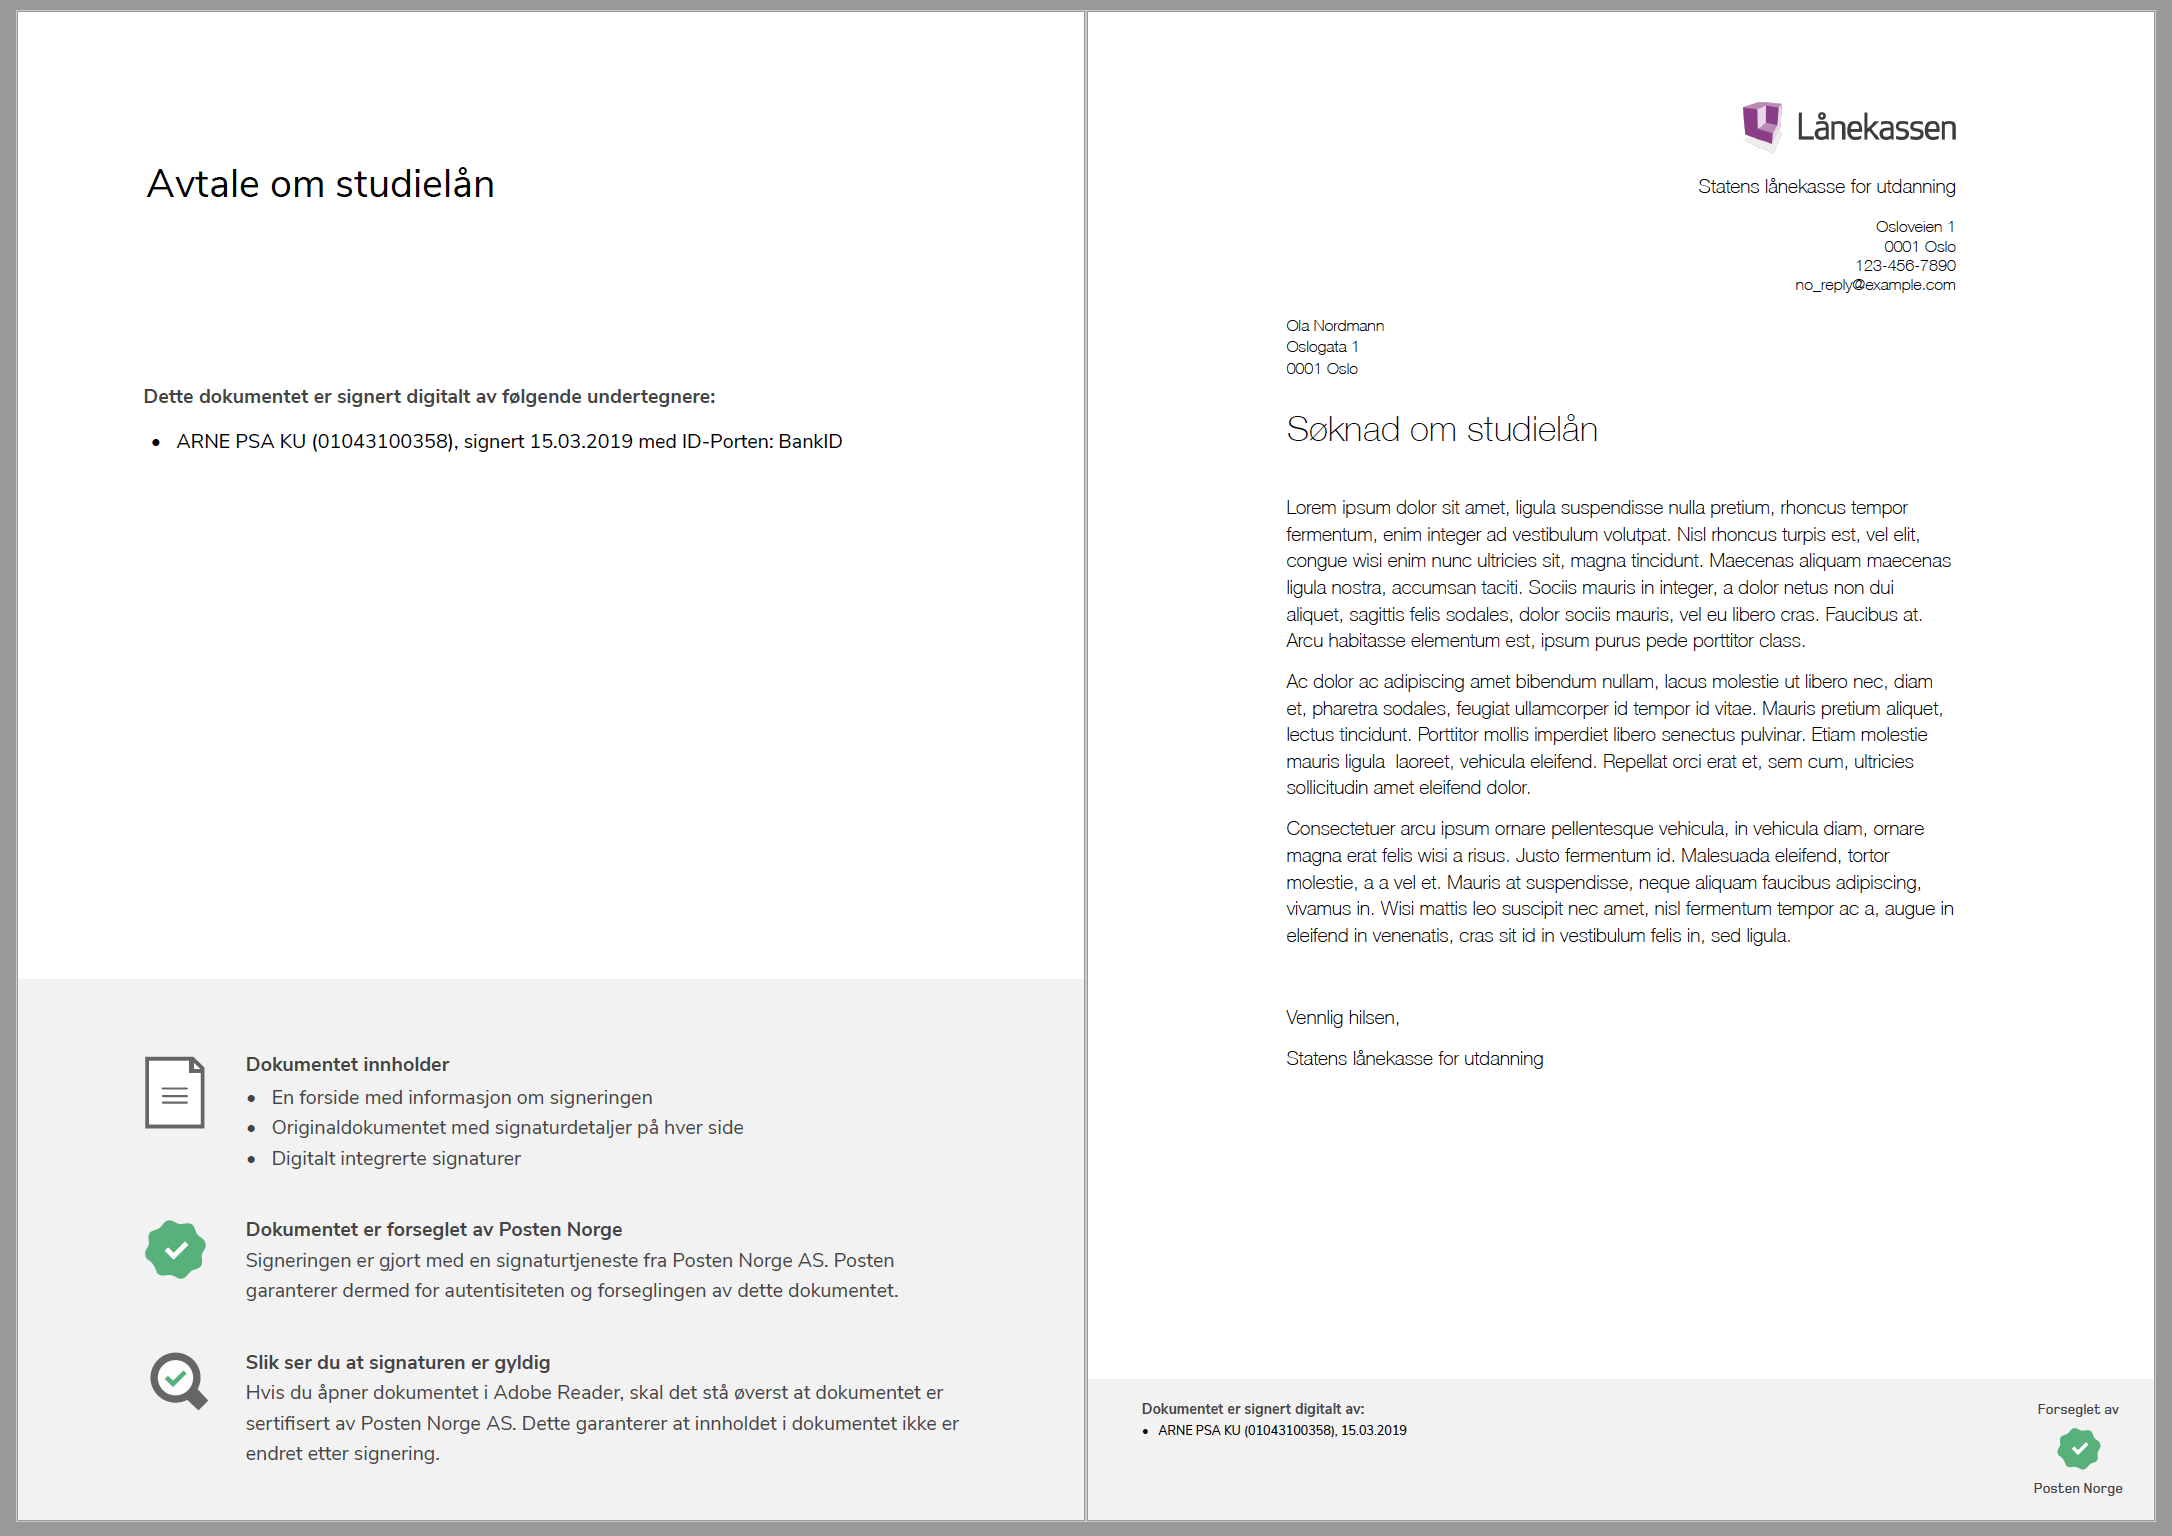 Avtale om studielån
Dette dokumentet er signert digitalt av følgende undertegnere:
• ARNE PSA KU (01043100358), signert 15.03.2019 med ID-Porten: BankID
Dokumentet innholder
• En forside med informasjon om signeringen
• Originaldokumentet med signaturdetaljer på hver side
• Digitalt integrerte signaturer
Dokumentet er forseglet av Posten Norge
Signeringen er gjort med en signaturtjeneste fra Posten Norge AS. Posten
garanterer dermed for autentisiteten og forseglingen av dette dokumentet.
Slik ser du at signaturen er gyldig
Hvis du åpner dokumentet i Adobe Reader, skal det stå øverst at dokumentet er
sertifisert av Posten Norge AS. Dette garanterer at innholdet i dokumentet ikke er
endret etter signering.
Lånekassen
Statens lånekasse for utdanning
Osloveien 1
0001 Oslo
123-456-7890
no_reply@example.com
Ola Nordmann
Oslogata 1
0001 Oslo
Søknad om studielån
Lorem ipsum dolor sit amet, ligula suspendisse nulla pretium, rhoncus tempor
fermentum, enim integer ad vestibulum volutpat. Nisl rhoncus turpis est, vel elit,
congue wisi enim nunc ultricies sit, magna tincidunt. Maecenas aliquam maecenas
ligula nostra, accumsan taciti. Sociis mauris in integer, a dolor netus non dui
aliquet, sagittis felis sodales, dolor sociis mauris, vel eu libero cras. Faucibus at.
Arcu habitasse elementum est, ipsum purus pede porttitor class.
Ac dolor ac adipiscing amet bibendum nullam, lacus molestie ut libero nec, diam
et, pharetra sodales, feugiat ullamcorper id tempor id vitae. Mauris pretium aliquet,
lectus tincidunt. Porttitor mollis imperdiet libero senectus pulvinar. Etiam molestie
mauris ligula  laoreet, vehicula eleifend. Repellat orci erat et, sem cum, ultricies
sollicitudin amet eleifend dolor.
Consectetuer arcu ipsum ornare pellentesque vehicula, in vehicula diam, ornare
magna erat felis wisi a risus. Justo fermentum id. Malesuada eleifend, tortor
molestie, a a vel et. Mauris at suspendisse, neque aliquam faucibus adipiscing,
vivamus in. Wisi mattis leo suscipit nec amet, nisl fermentum tempor ac a, augue in
eleifend in venenatis, cras sit id in vestibulum felis in, sed ligula.
Vennlig hilsen,
Statens lånekasse for utdanning
Dokumentet er signert digitalt av:
• ARNE PSA KU (01043100358), 15.03.2019
Forseglet av
Posten Norge